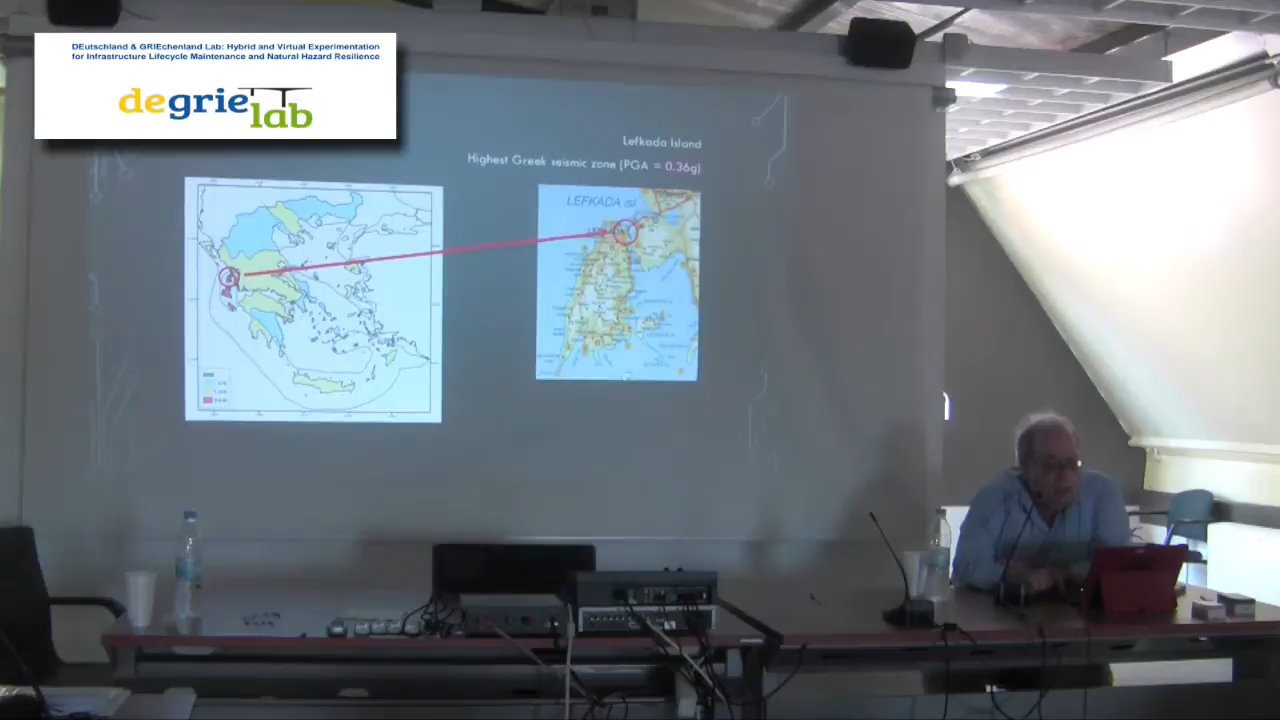 DEutschland & GRIEchenland Lab: Hybrid and Virtual Experimentation
for Infrastructure Lifecycle Maintenance and Natural Hazard Resilience
degrie
lab
Lefkada Island
Highest Greek seismic zone (PGA = 0.36g)
LEFKADA isl